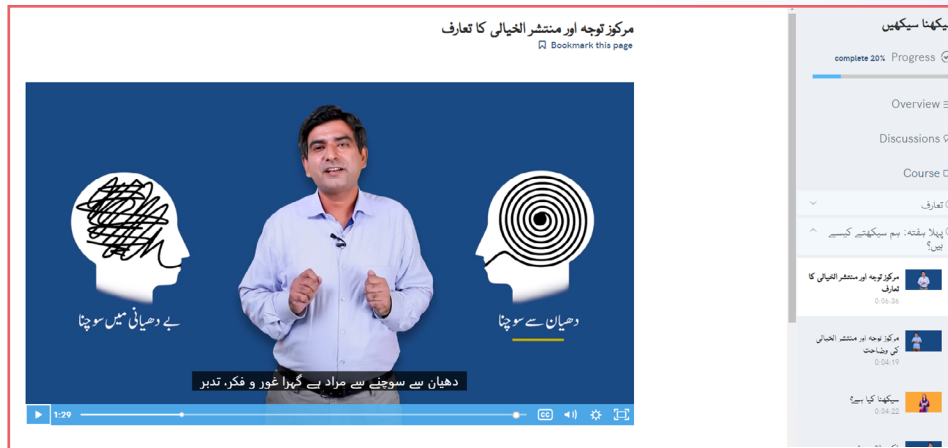 مرکوز توجہ اور منتشر الخیالی کا تعارف
Bookmark this page
دھیان سے سوچنا
بے دھیانی میں سوچنا
دھیان سے سوچنے سے مراد ہے گہرا غور و فکر، تدبر
1:29
CC
سیکھنا سیکھیں
Progress 20% complete
Overview
Discussions
Course
تعارف
پہلا ہفتہ: ہم سیکھتے کیسے
ہیں؟
مرکوز توجہ اور منتشر الخیالی کا
تعارف
0:06:36
مرکوز توجہ اور منتشر الخیالی
کی وضاحت
0:04:19
سیکھنا کیا ہے؟
0:04:22